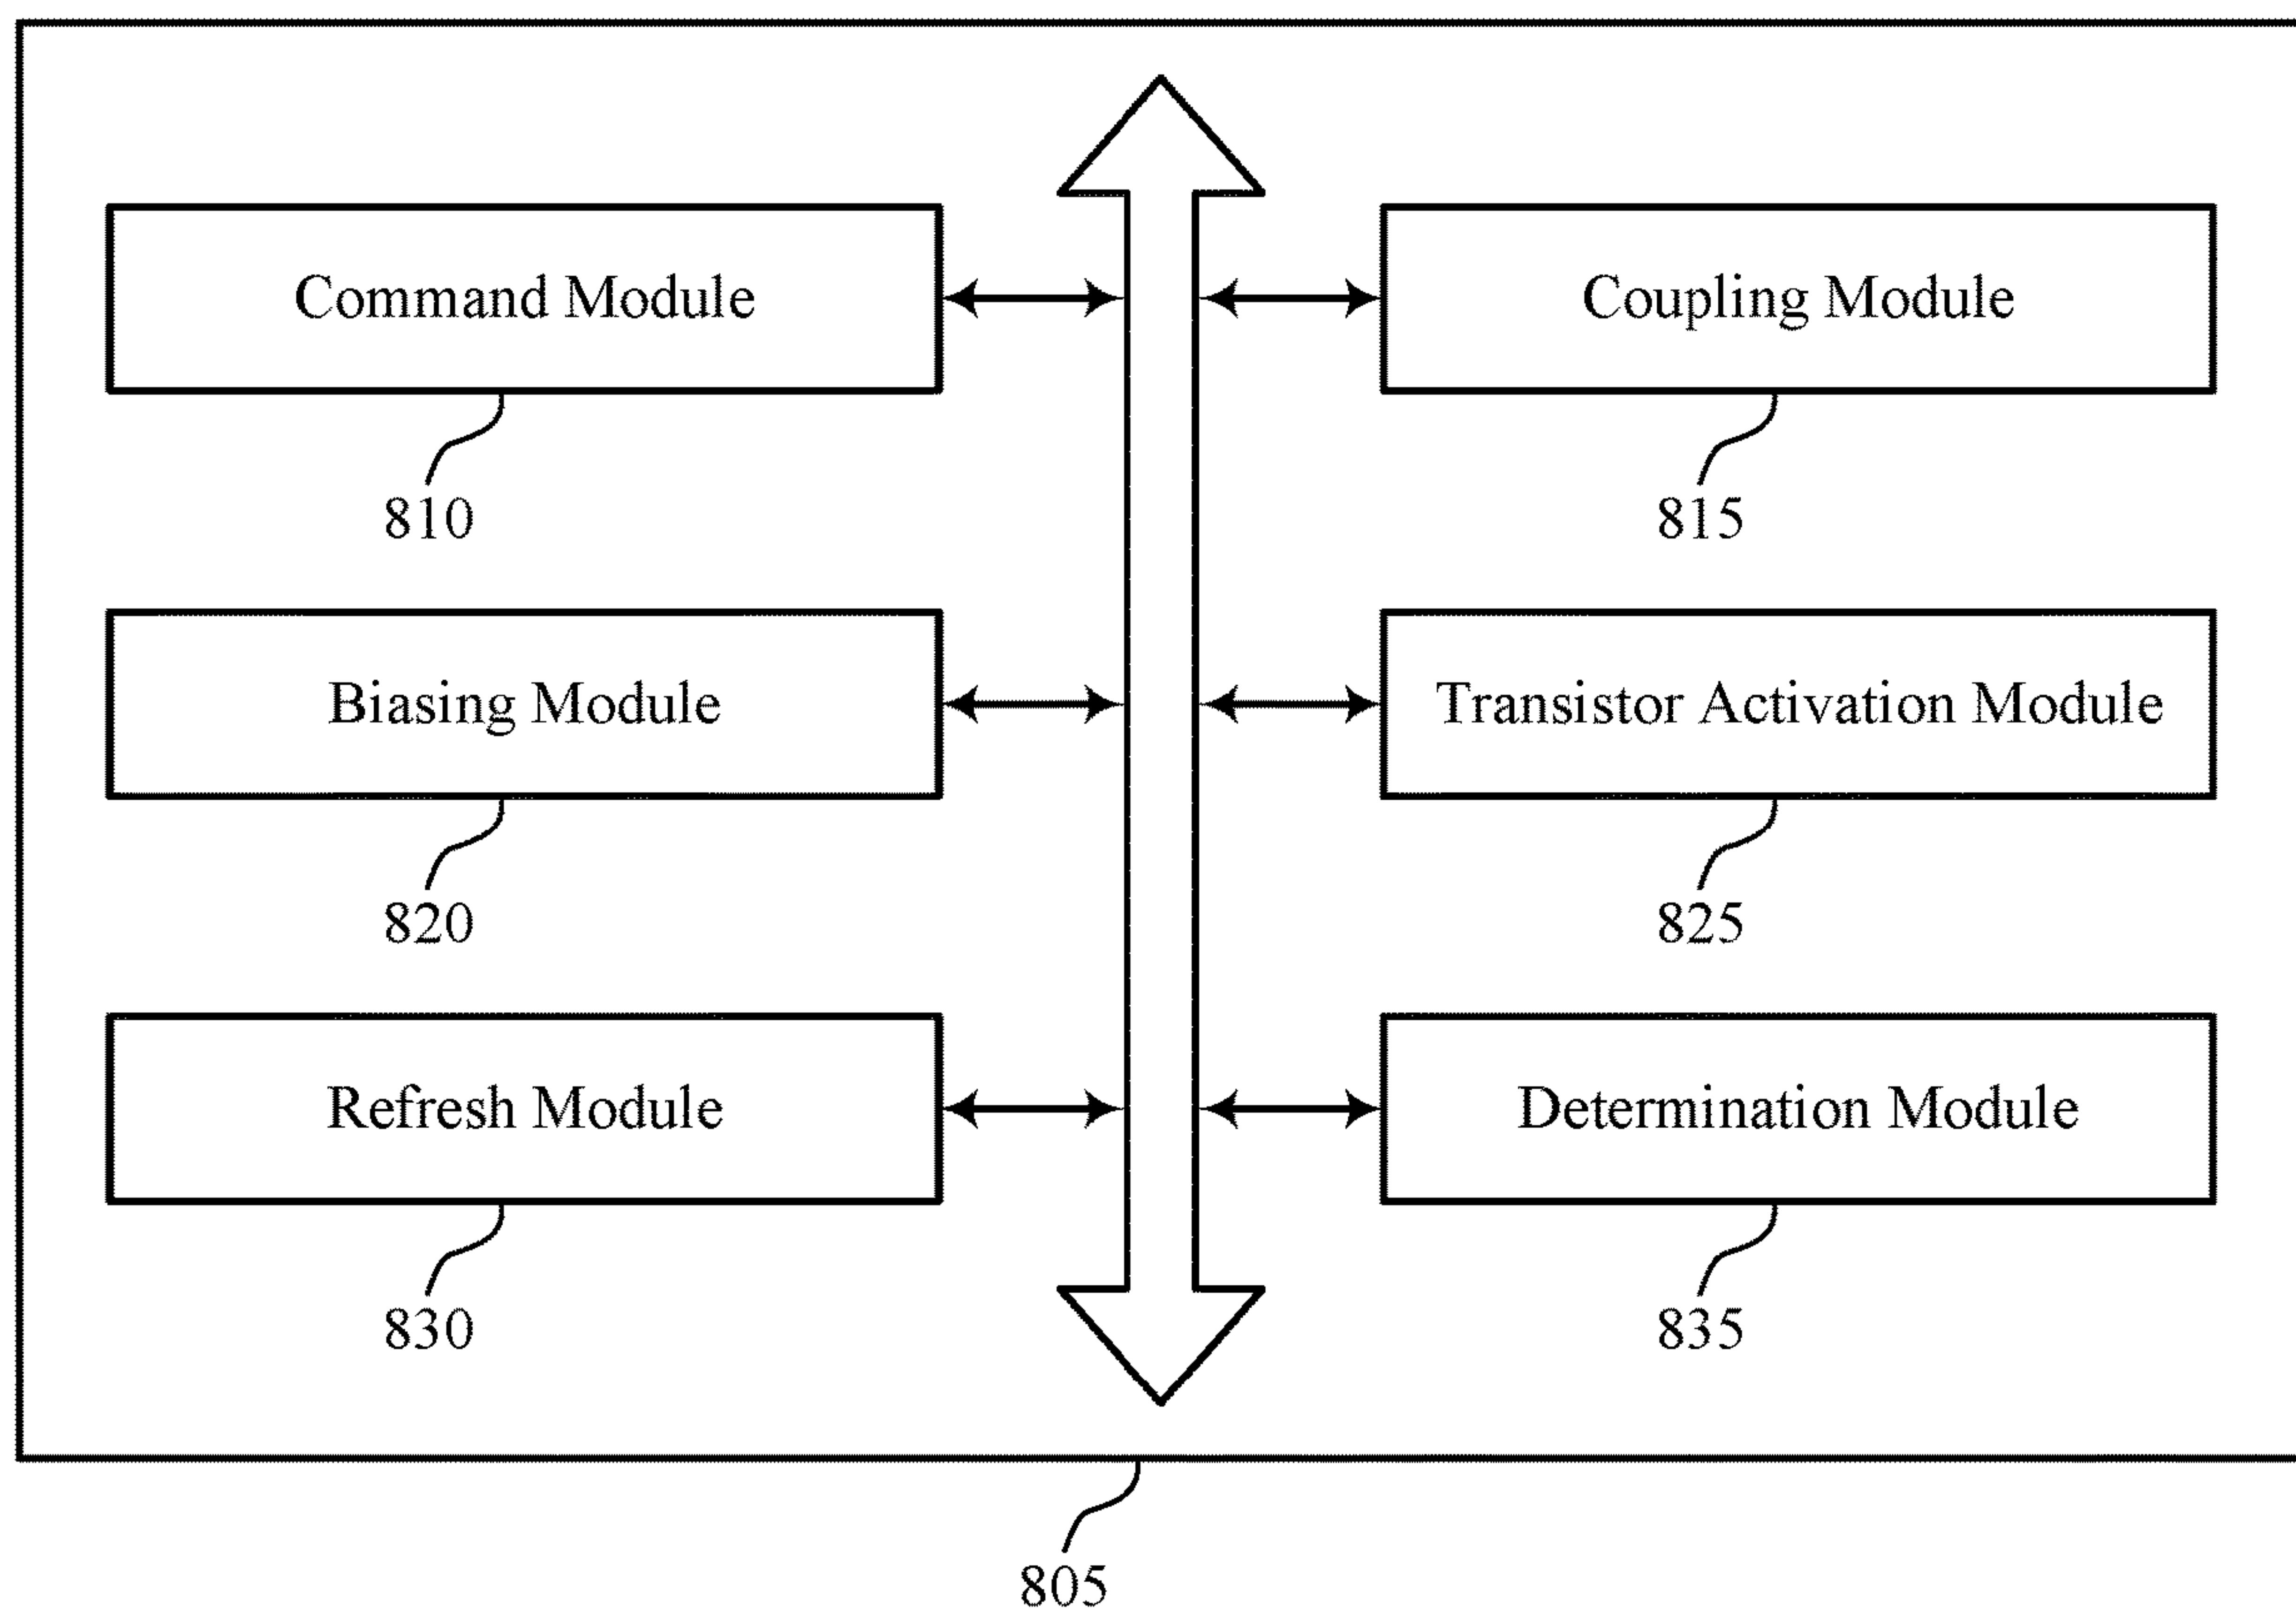 Command Module
Coupling Module
810
815
Biasing Module
Transistor Activation Module
820
825
Refresh Module
Determination Module
830
835
805